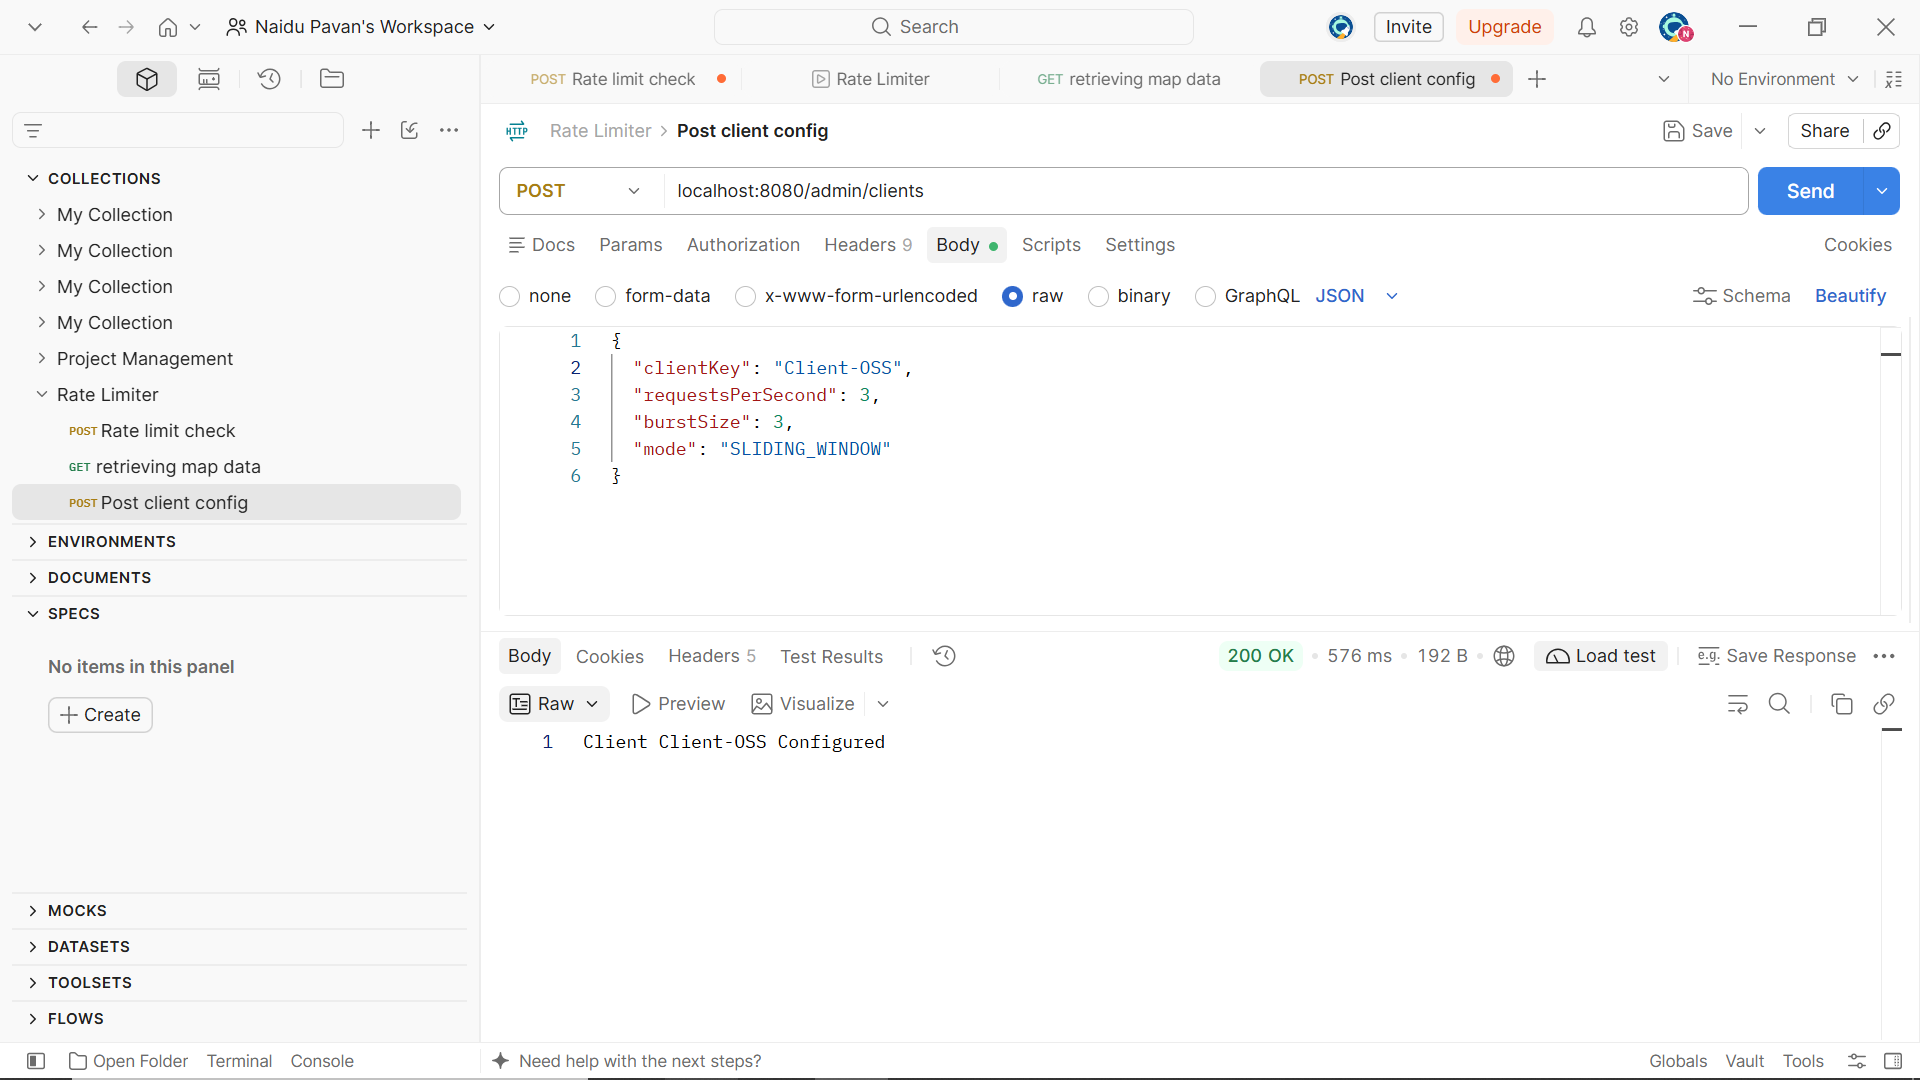 Naidu Pavan's Workspace
Search
Invite
Upgrade
N
POST Rate limit check
Rate Limiter
GET retrieving map data
POST Post client config
No Environment
HTTP Rate Limiter > Post client config
Save
Share
POST
localhost:8080/admin/clients
Send
Docs
Params
Authorization
Headers 9
Body
Scripts
Settings
Cookies
none
form-data
x-www-form-urlencoded
raw
binary
GraphQL
JSON
Schema
Beautify
1 {
2 "clientKey": "Client-OSS",
3 "requestsPerSecond": 3,
4 "burstSize": 3,
5 "mode": "SLIDING_WINDOW"
6 }
COLLECTIONS
My Collection
My Collection
My Collection
My Collection
Project Management
Rate Limiter
POST Rate limit check
GET retrieving map data
POST Post client config
ENVIRONMENTS
DOCUMENTS
SPECS
No items in this panel
Create
MOCKS
DATASETS
TOOLSETS
FLOWS
Body
Cookies
Headers 5
Test Results
200 OK
576 ms
192 B
Load test
e.g. Save Response
Raw
Preview
Visualize
1 Client Client-OSS Configured
Open Folder
Terminal
Console
Need help with the next steps?
Globals
Vault
Tools